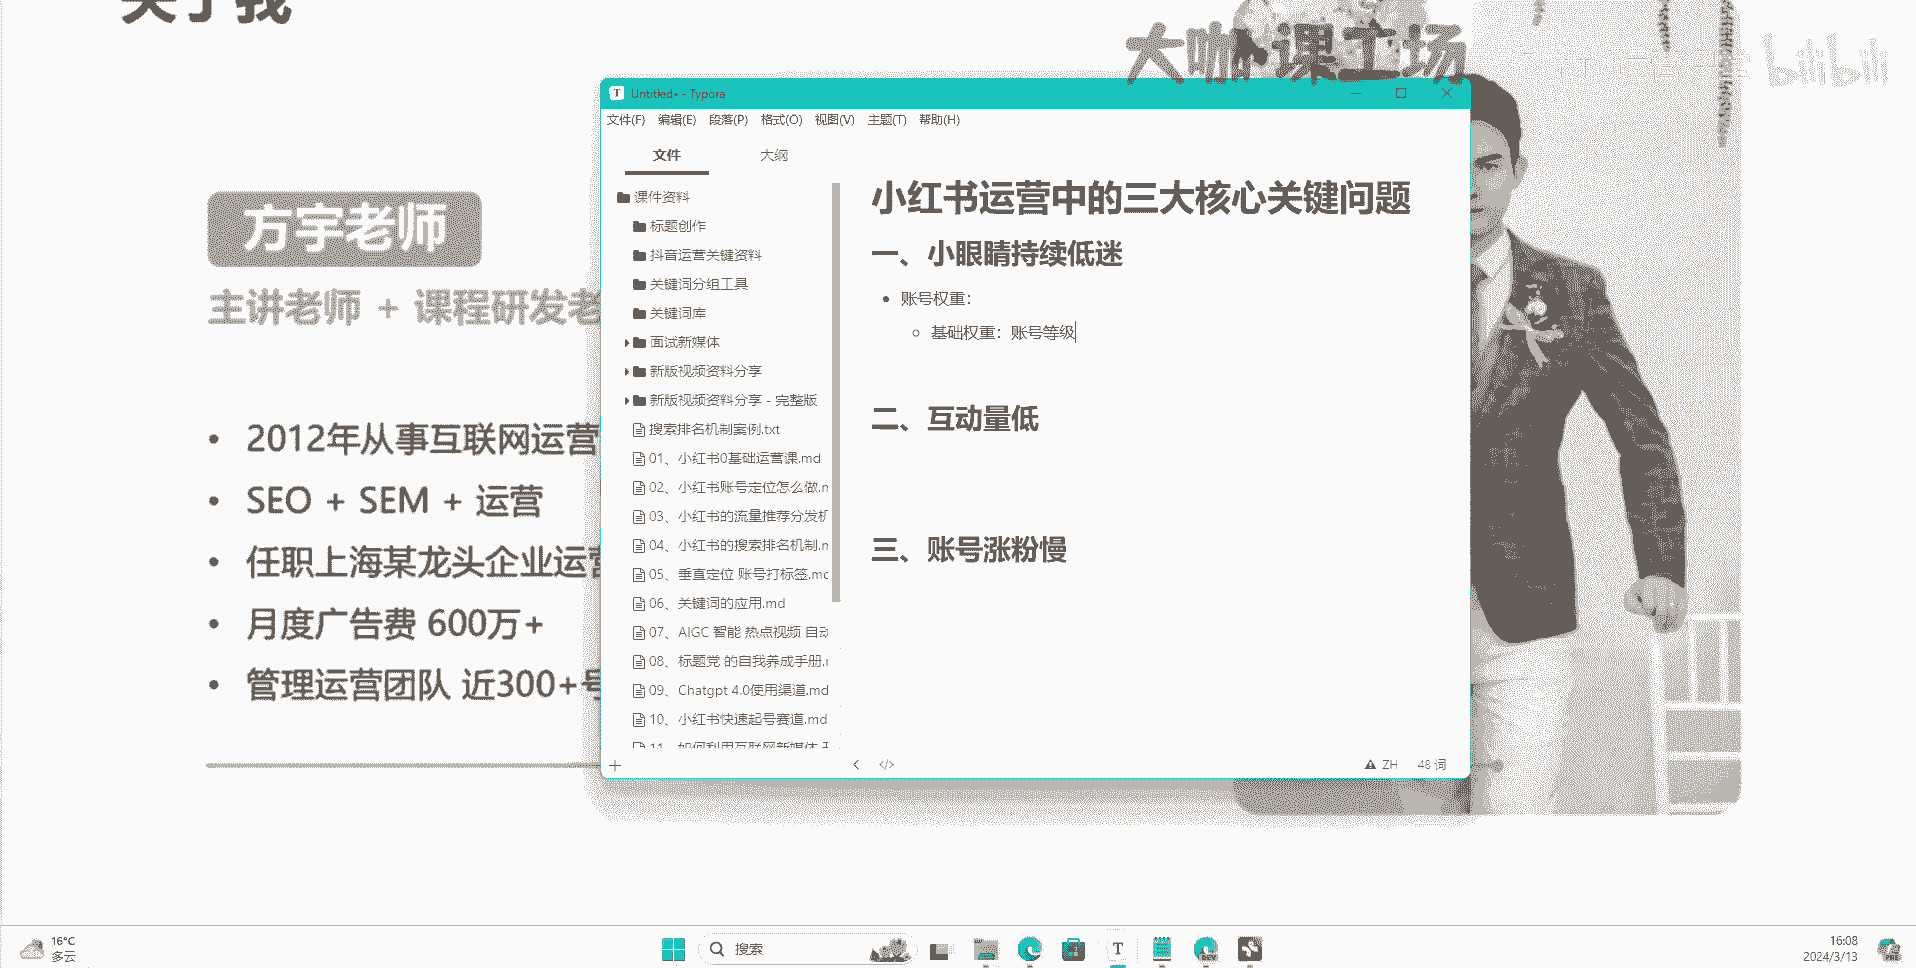 关于我
大咖·课工场
bilibili
方宇老师
主讲老师 + 课程研发老
2012年从事互联网运营
SEO + SEM + 运营
任职上海某龙头企业运营
月度广告费 600万+
管理运营团队 近300+号
Untitled• - Typora
文件(F) 编辑(E) 段落(P) 格式(O) 视图(V) 主题(T) 帮助(H)
文件 大纲
课件资料
标题创作
抖音运营关键资料
关键词分组工具
关键词库
面试新媒体
新版视频资料分享
新版视频资料分享 - 完整版
搜索排名机制案例.txt
01、小红书0基础运营课.md
02、小红书账号定位怎么做.m
03、小红书的流量推荐分发机
04、小红书的搜索排名机制.m
05、垂直定位 账号打标签.md
06、关键词的应用.md
07、AIGC 智能 热点视频 自动
08、标题党 的自我养成手册.m
09、Chatgpt 4.0使用渠道.md
10、小红书快速起号赛道.md
11、如何利用互联网新媒体
小红书运营中的三大核心关键问题
一、小眼睛持续低迷
账号权重：
基础权重：账号等级
二、互动量低
三、账号涨粉慢
ZH 48 词
16°C
多云
搜索
16:08
2024/3/13